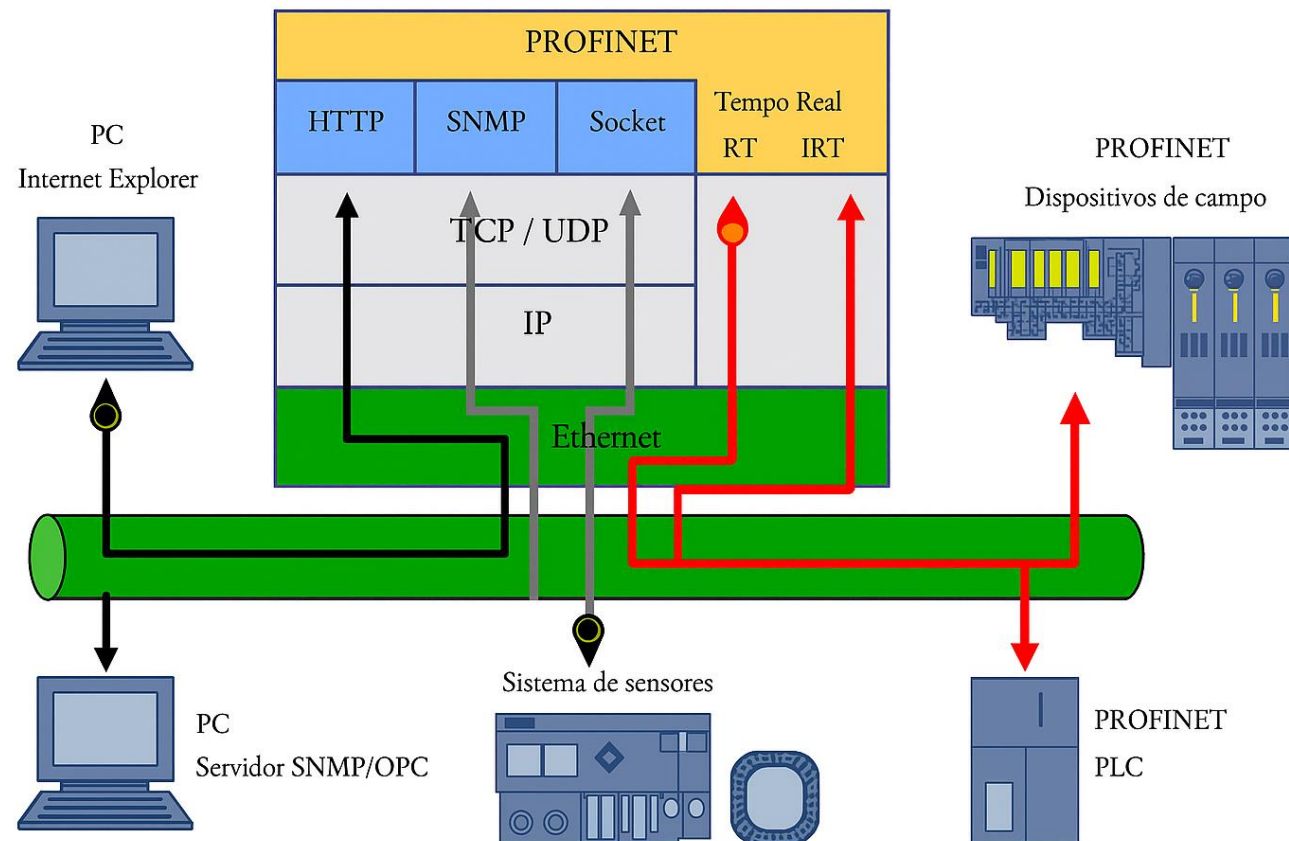 PROFINET
HTTP
SNMP
Socket
Tempo Real
RT
IRT
TCP / UDP
IP
Ethernet
PC
Internet Explorer
PROFINET
Dispositivos de campo
PC
Servidor SNMP/OPC
Sistema de sensores
PROFINET
PLC